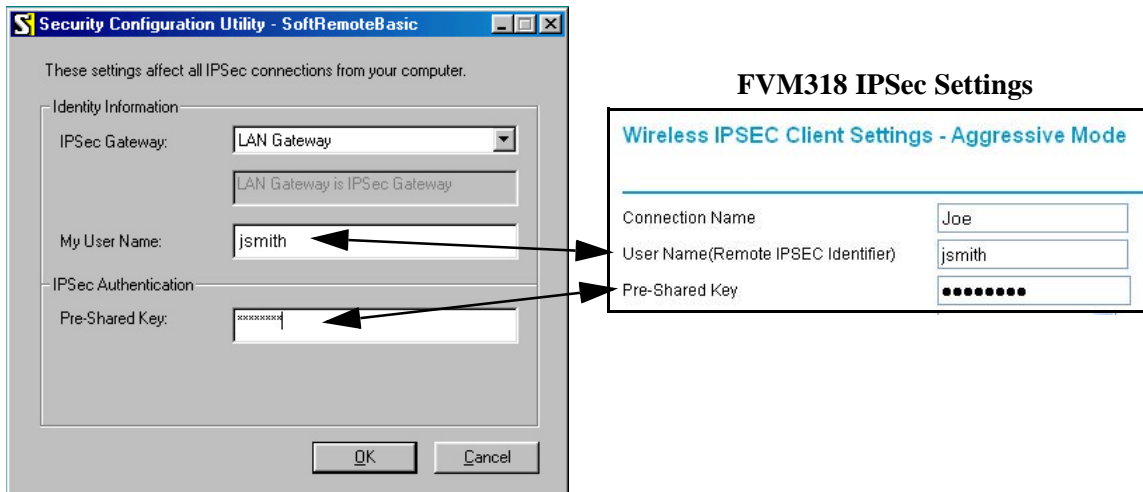 Security Configuration Utility - SoftRemoteBasic
These settings affect all IPSec connections from your computer.
Identity Information
IPSec Gateway:
LAN Gateway
LAN Gateway is IPSec Gateway
My User Name:
jsmith
IPSec Authentication
Pre-Shared Key:
********
OK
Cancel
FVM318 IPSec Settings
Wireless IPSEC Client Settings - Aggressive Mode
Connection Name
Joe
User Name(Remote IPSEC Identifier)
jsmith
Pre-Shared Key
●●●●●●●●